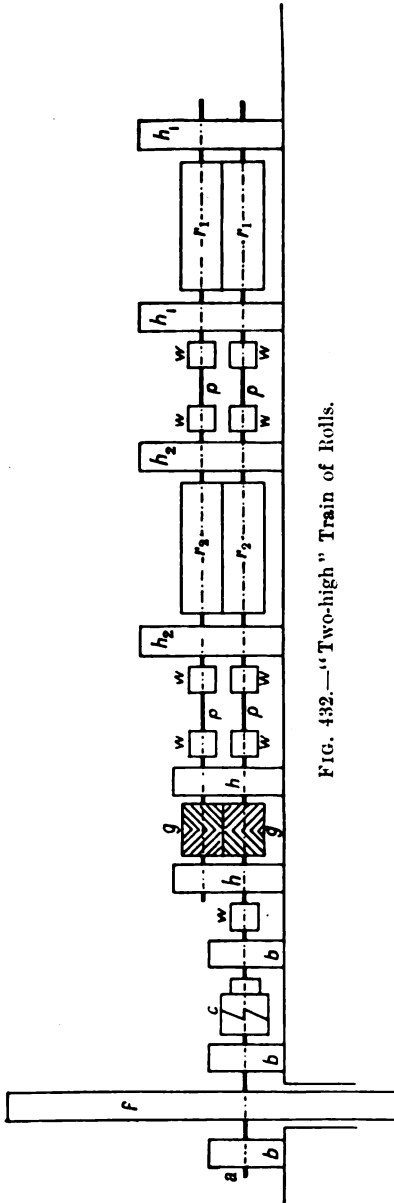 f
h₂ h₂ h₁ h₁
g w w w w
h h
r₂ r₁
c p p
a w r₂ r₁
p p
b b b g w w w w
FIG. 432.—“Two-high” Train of Rolls.